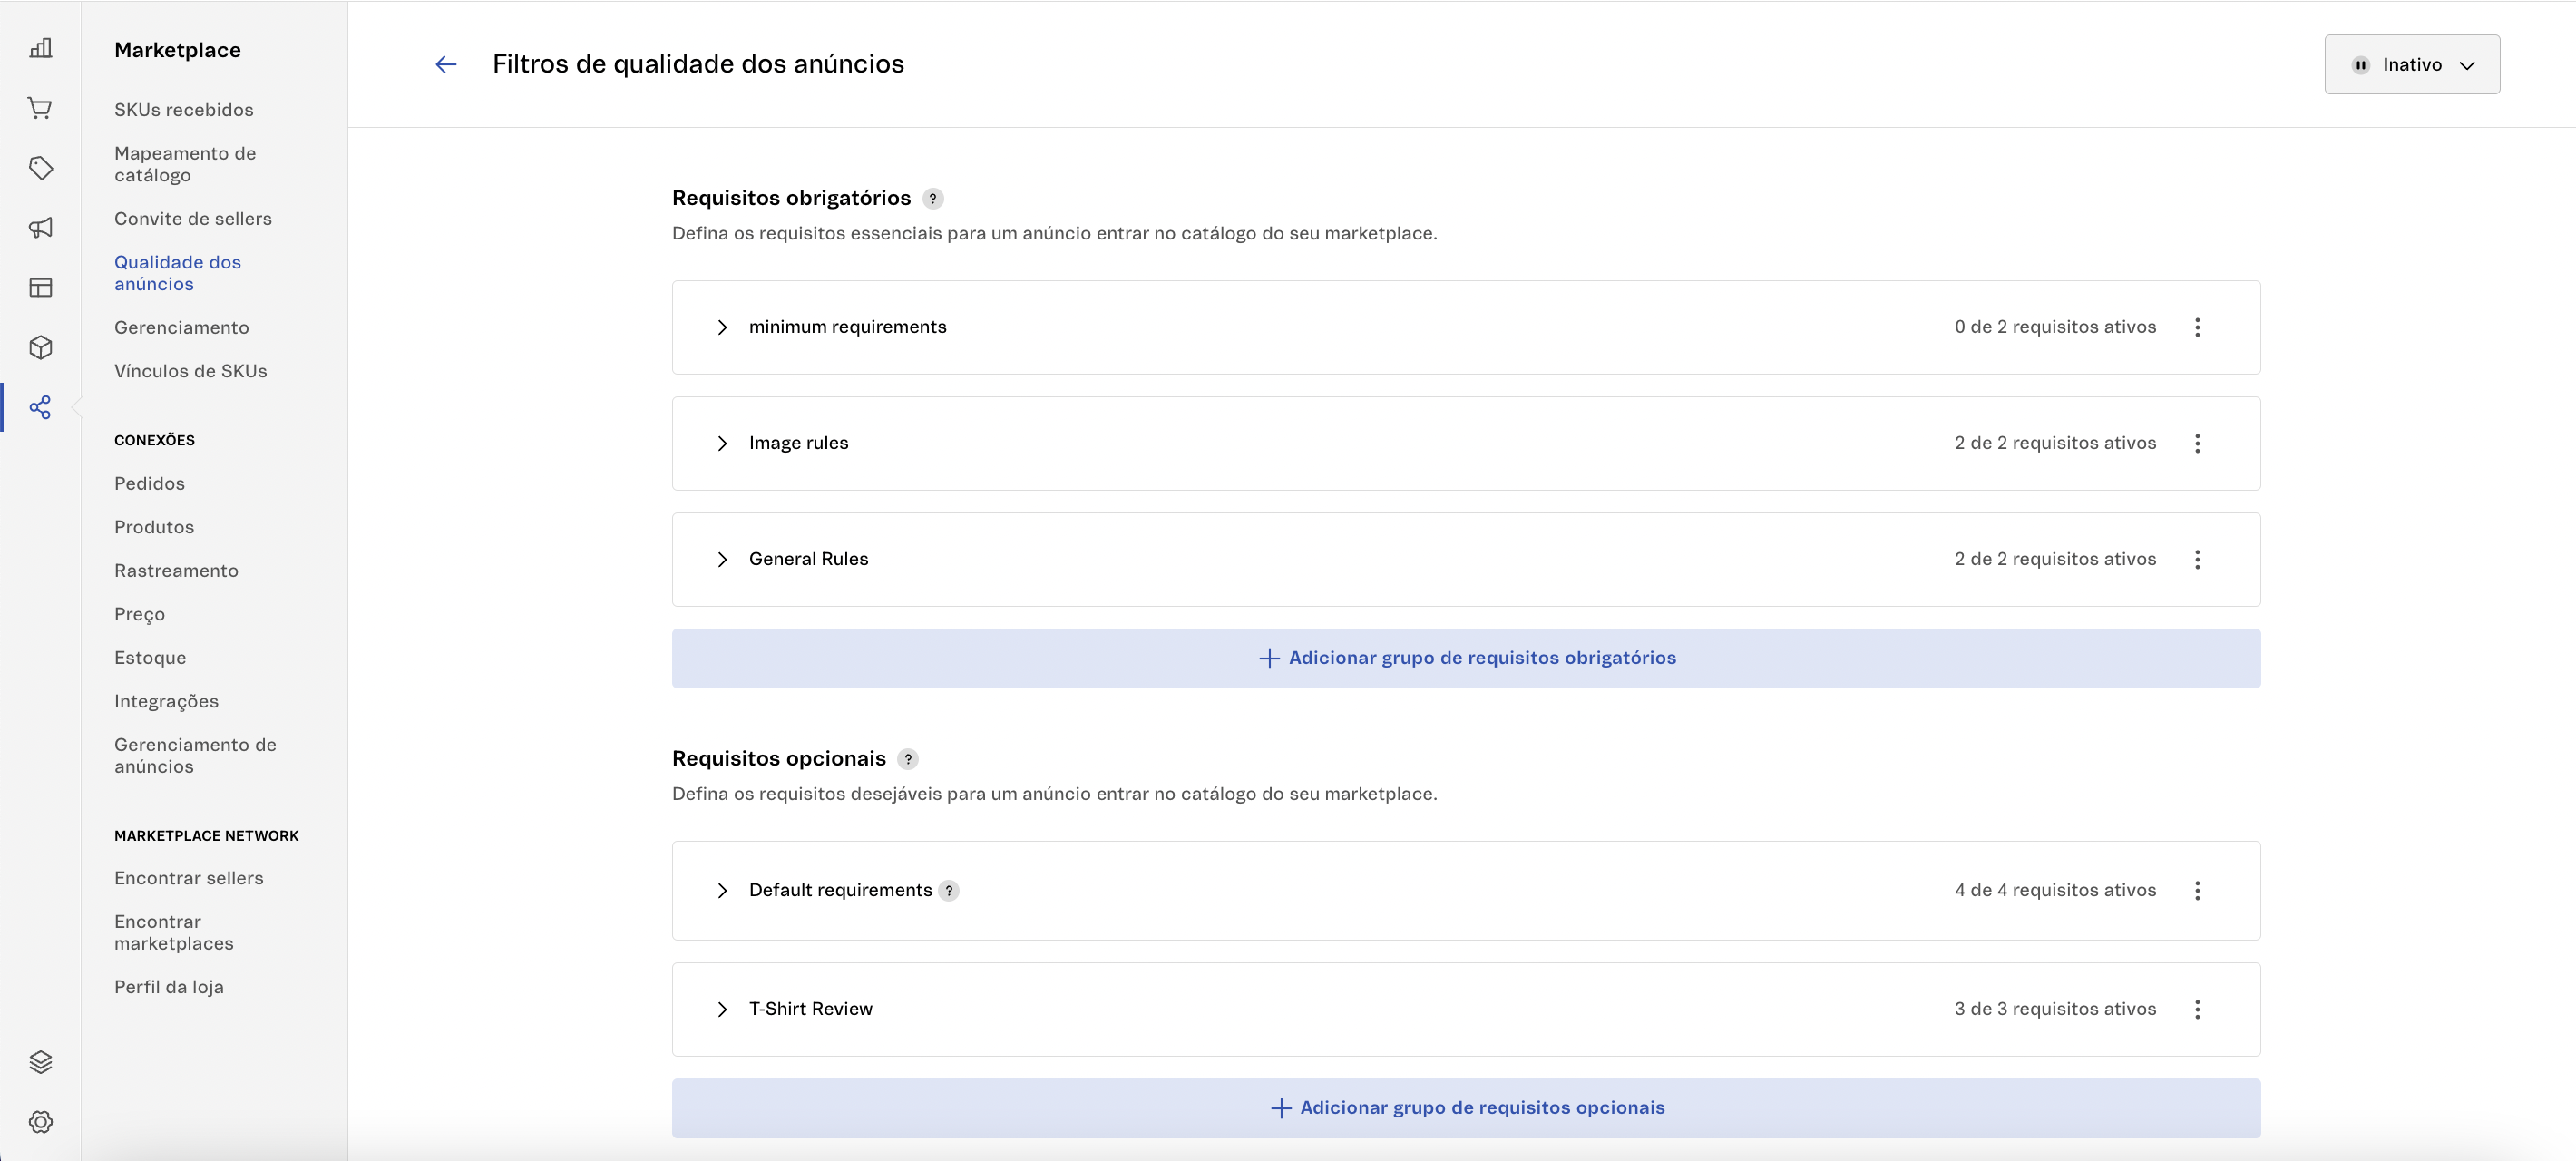 Marketplace
SKUs recebidos
Mapeamento de
catálogo
Convite de sellers
Qualidade dos
anúncios
Gerenciamento
Vínculos de SKUs
CONEXÕES
Pedidos
Produtos
Rastreamento
Preço
Estoque
Integrações
Gerenciamento de
anúncios
MARKETPLACE NETWORK
Encontrar sellers
Encontrar
marketplaces
Perfil da loja
Filtros de qualidade dos anúncios
Inativo
Requisitos obrigatórios ?
Defina os requisitos essenciais para um anúncio entrar no catálogo do seu marketplace.
minimum requirements 0 de 2 requisitos ativos
Image rules 2 de 2 requisitos ativos
General Rules 2 de 2 requisitos ativos
+ Adicionar grupo de requisitos obrigatórios
Requisitos opcionais ?
Defina os requisitos desejáveis para um anúncio entrar no catálogo do seu marketplace.
Default requirements ? 4 de 4 requisitos ativos
T-Shirt Review 3 de 3 requisitos ativos
+ Adicionar grupo de requisitos opcionais